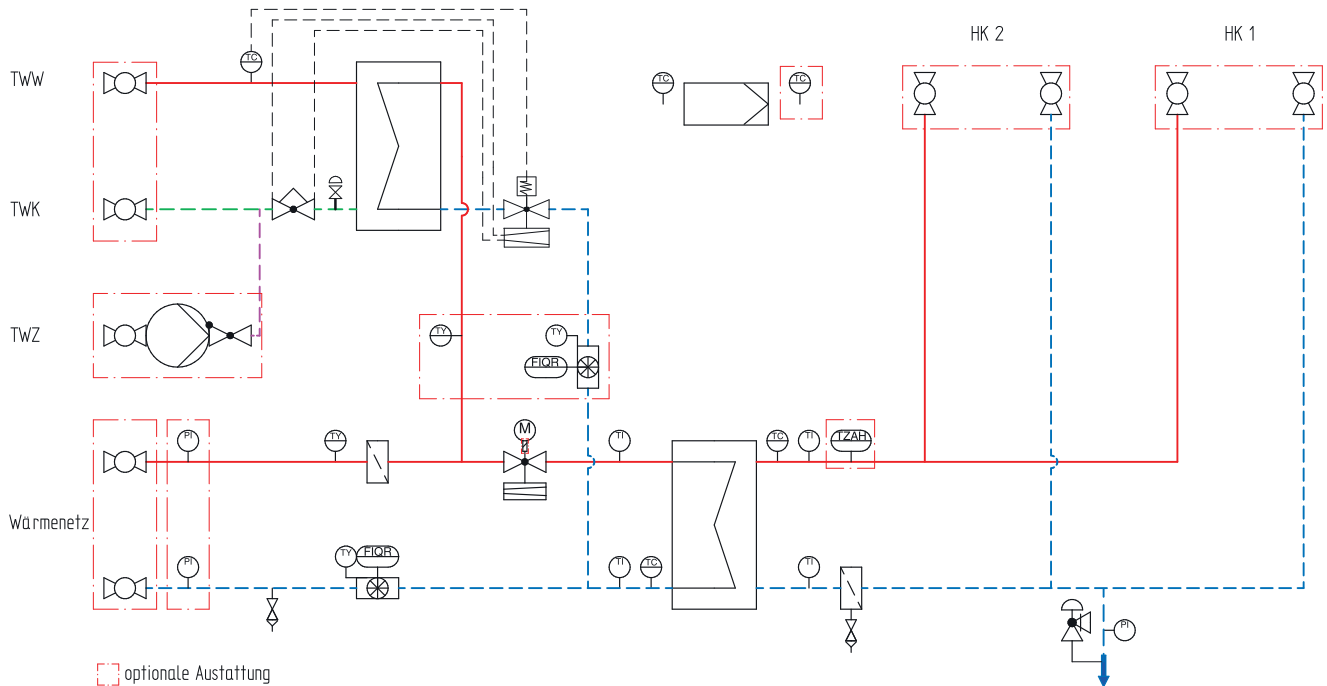 HK 2
HK 1
TC
TWW
TC
TC
TWK
TWZ
TY
TY
FIQR
PI
TY
M
TI
TC
TI
TZAH
Wärmenetz
PI
TY
FIQR
TI
TC
TI
PI
optionale Austattung